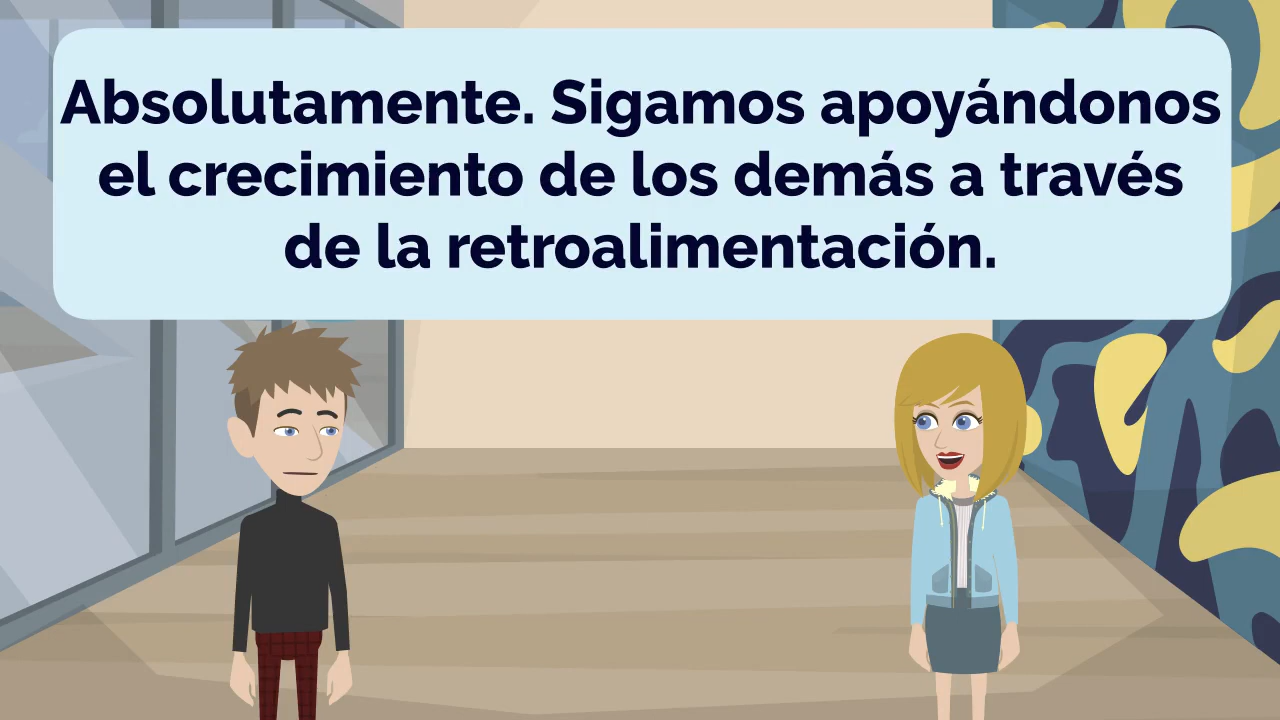 Absolutamente. Sigamos apoyándonos
el crecimiento de los demás a través
de la retroalimentación.